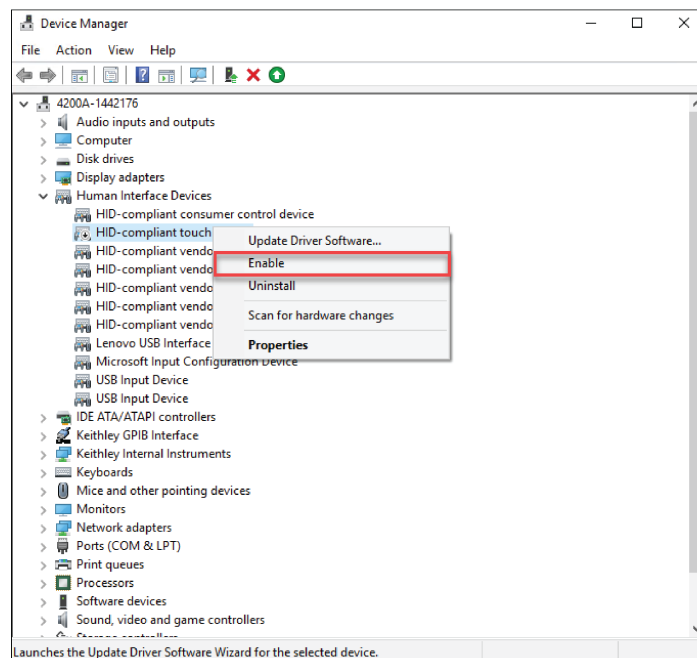 Device Manager
File Action View Help
4200A-1442176
Audio inputs and outputs
Computer
Disk drives
Display adapters
Human Interface Devices
HID-compliant consumer control device
HID-compliant touch
HID-compliant vendo
HID-compliant vendo
HID-compliant vendo
HID-compliant vendo
HID-compliant vendo
Lenovo USB Interface
Microsoft Input Configuration Device
USB Input Device
USB Input Device
IDE ATA/ATAPI controllers
Keithley GPIB Interface
Keithley Internal Instruments
Keyboards
Mice and other pointing devices
Monitors
Network adapters
Ports (COM & LPT)
Print queues
Processors
Software devices
Sound, video and game controllers
Storage controllers
Update Driver Software...
Enable
Uninstall
Scan for hardware changes
Properties
Launches the Update Driver Software Wizard for the selected device.